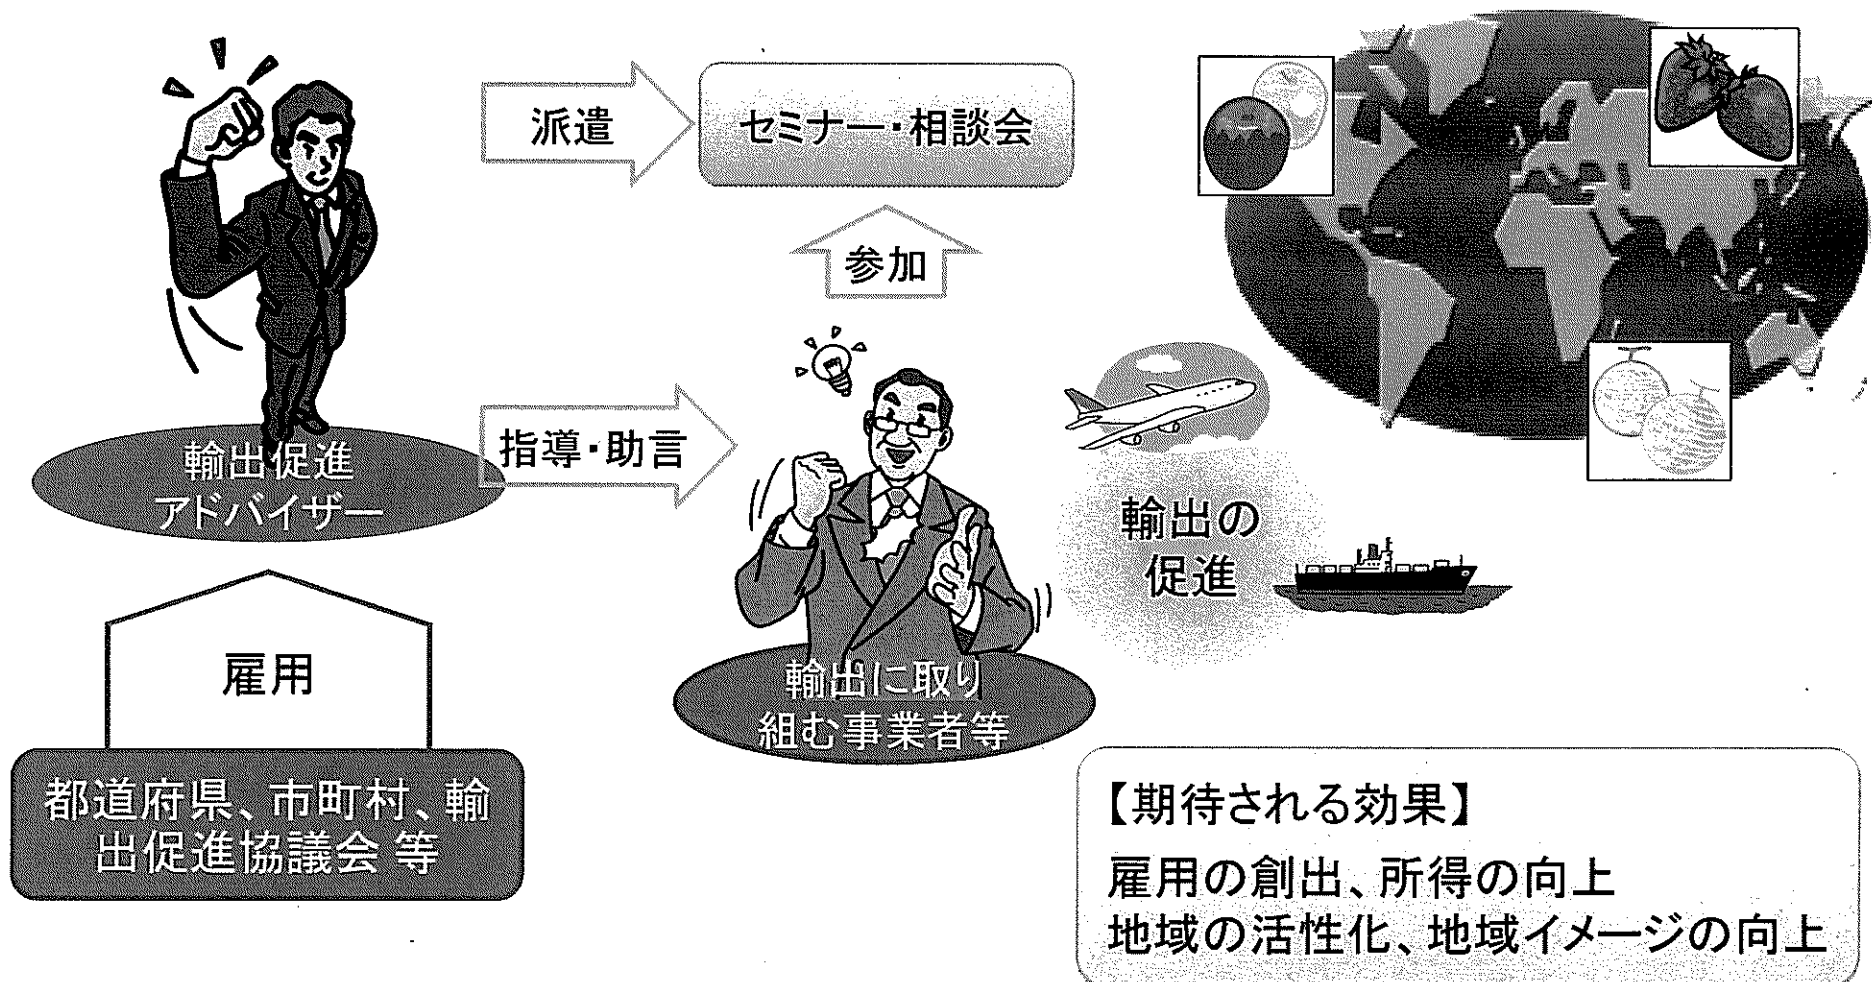 派遣
セミナー・相談会
参加
指導・助言
輸出促進
アドバイザー
輸出の
促進
雇用
輸出に取り
組む事業者等
都道府県、市町村、輸
出促進協議会 等
【期待される効果】
雇用の創出、所得の向上
地域の活性化、地域イメージの向上